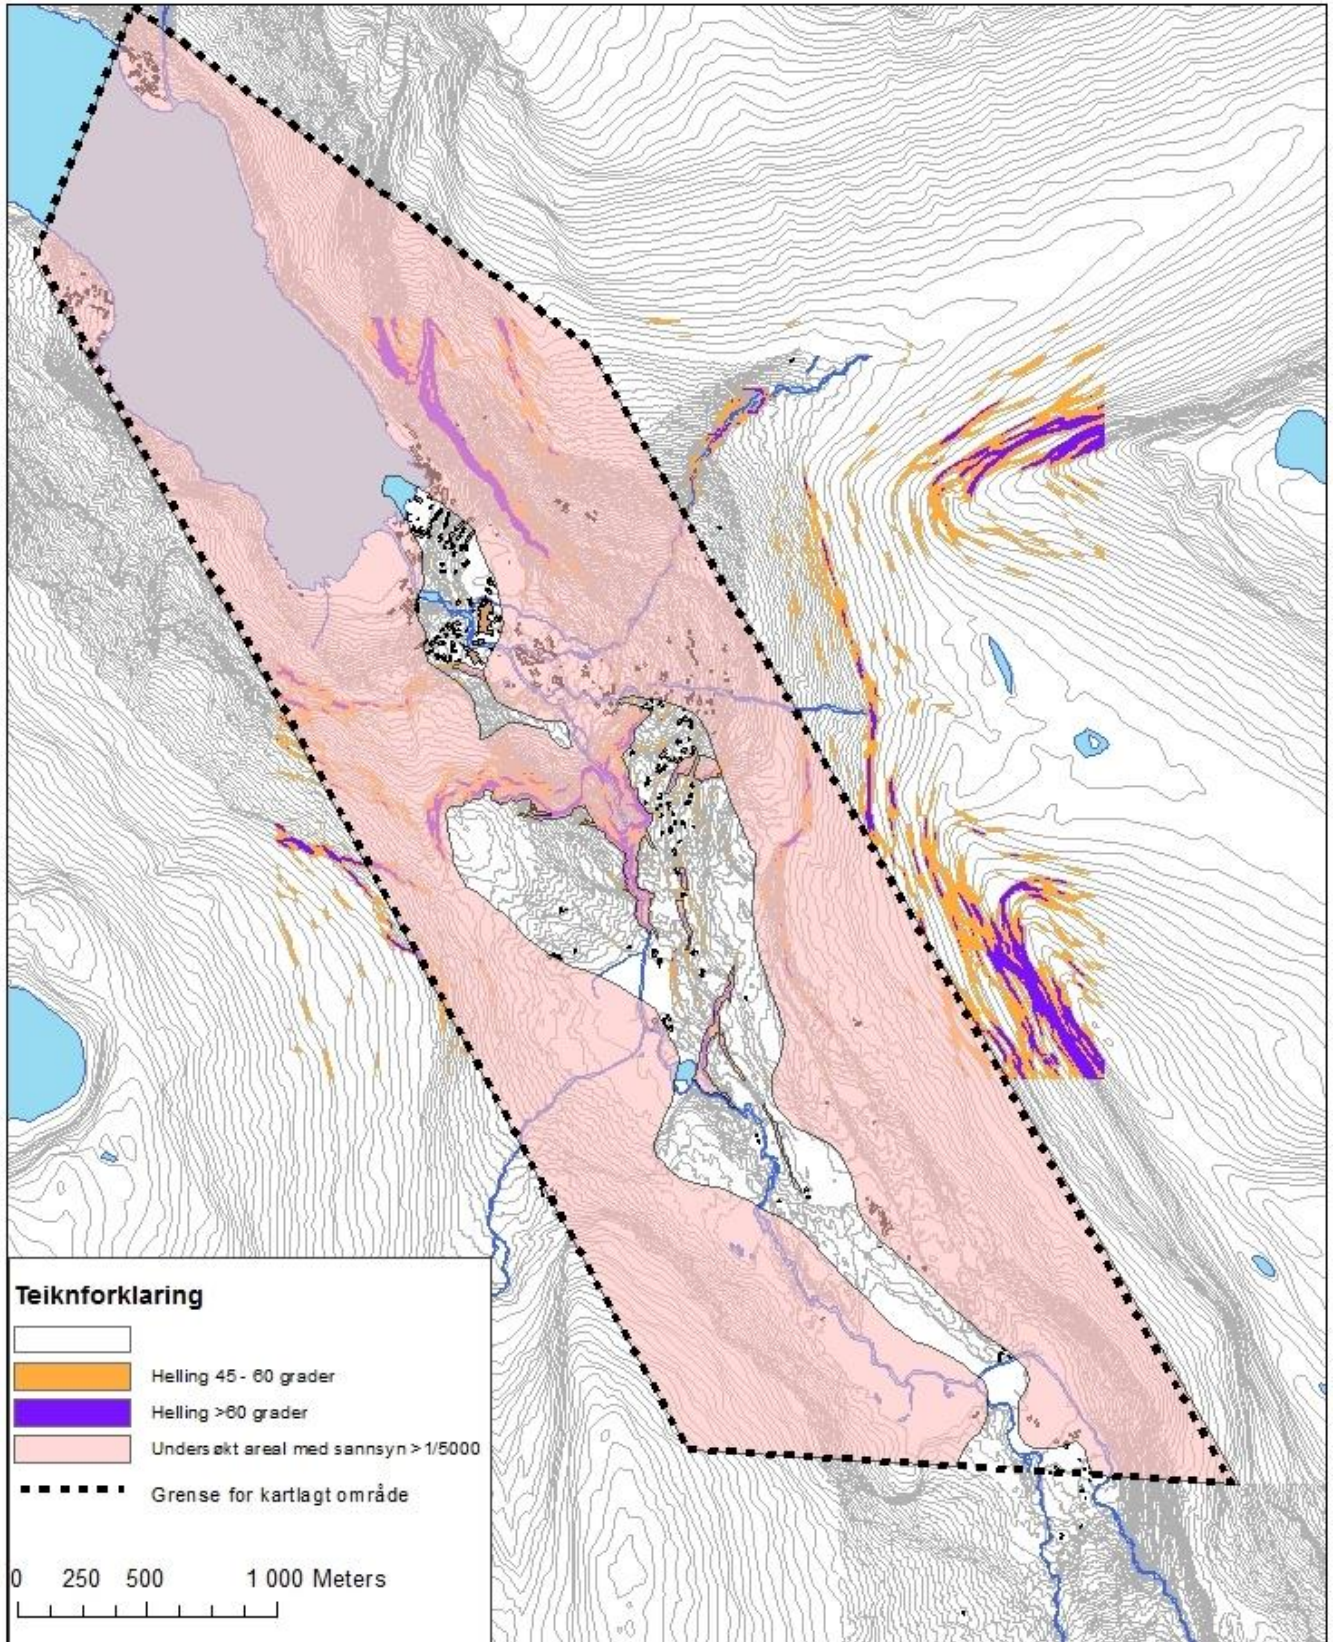 Teiknforklaring
Helling 45 - 60 grader
Helling >60 grader
Undersøkt areal med sannsyn >1/5000
Grense for kartlagt område
0 250 500 1 000 Meters